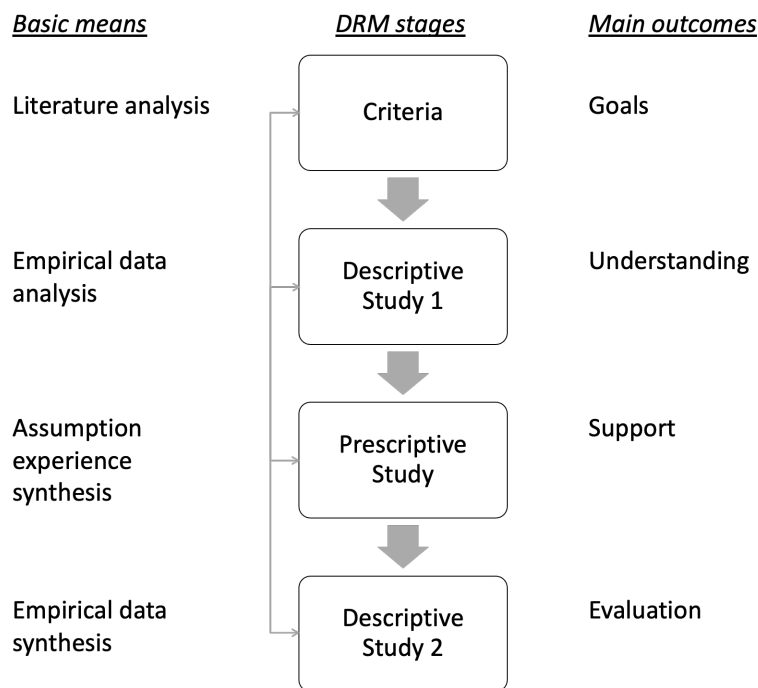 Basic means
DRM stages
Main outcomes
Literature analysis
Criteria
Goals
Empirical data
analysis
Descriptive
Study 1
Understanding
Assumption
experience
synthesis
Prescriptive
Study
Support
Empirical data
synthesis
Descriptive
Study 2
Evaluation